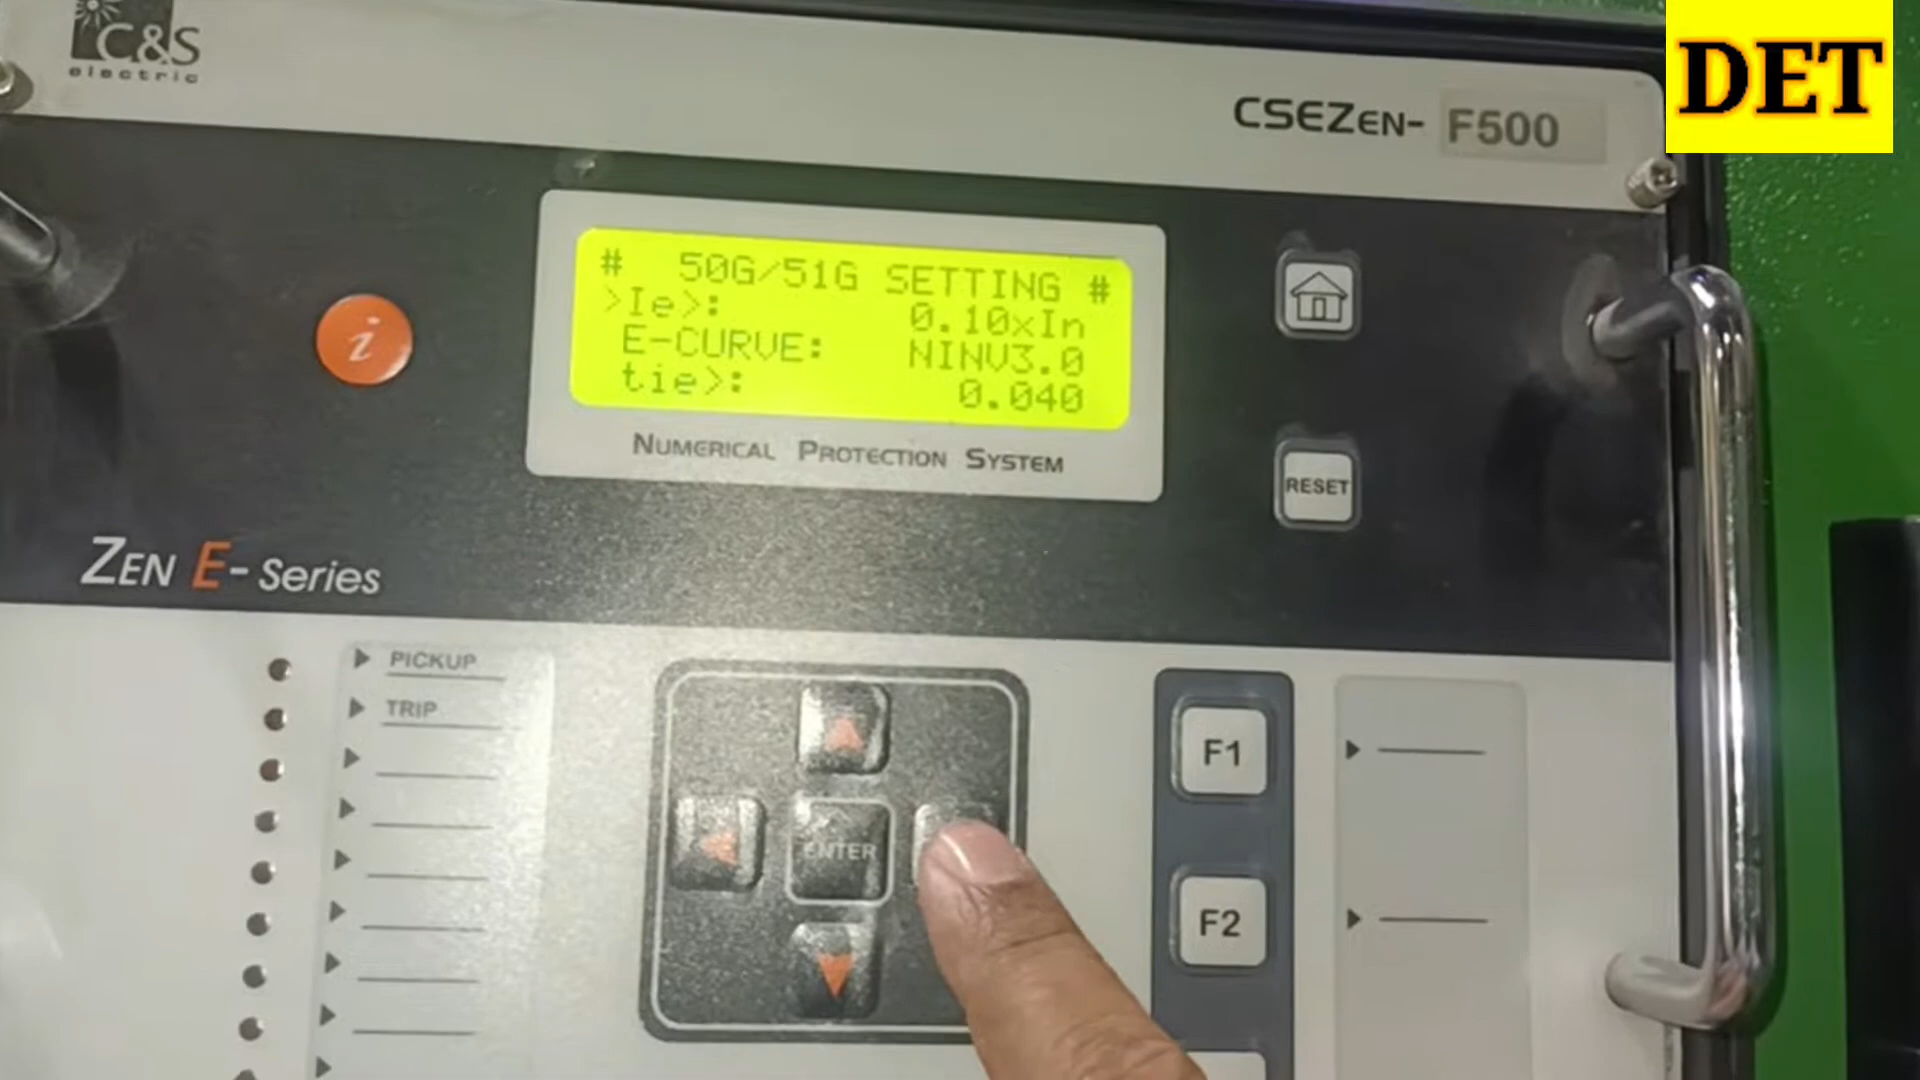 C&S
electric
CSEZEN- F500
DET
# 50G/51G SETTING #
>Ie>: 0.10xIn
E-CURVE: NINV3.0
tie>: 0.040
NUMERICAL PROTECTION SYSTEM
i
RESET
ZEN E- Series
PICKUP
TRIP
ENTER
F1
F2